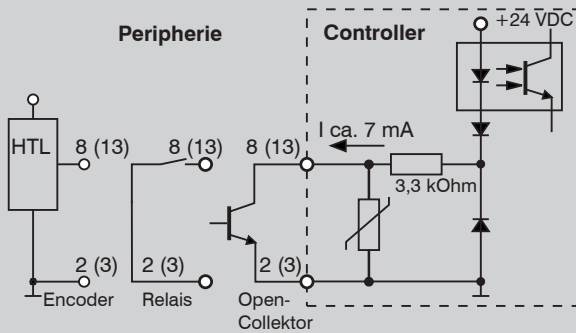 Peripherie
Controller
+24 VDC
HTL
8 (13)
8 (13)
8 (13)
I ca. 7 mA
3,3 kOhm
2 (3)
2 (3)
2 (3)
Encoder
Relais
Open-
Collektor